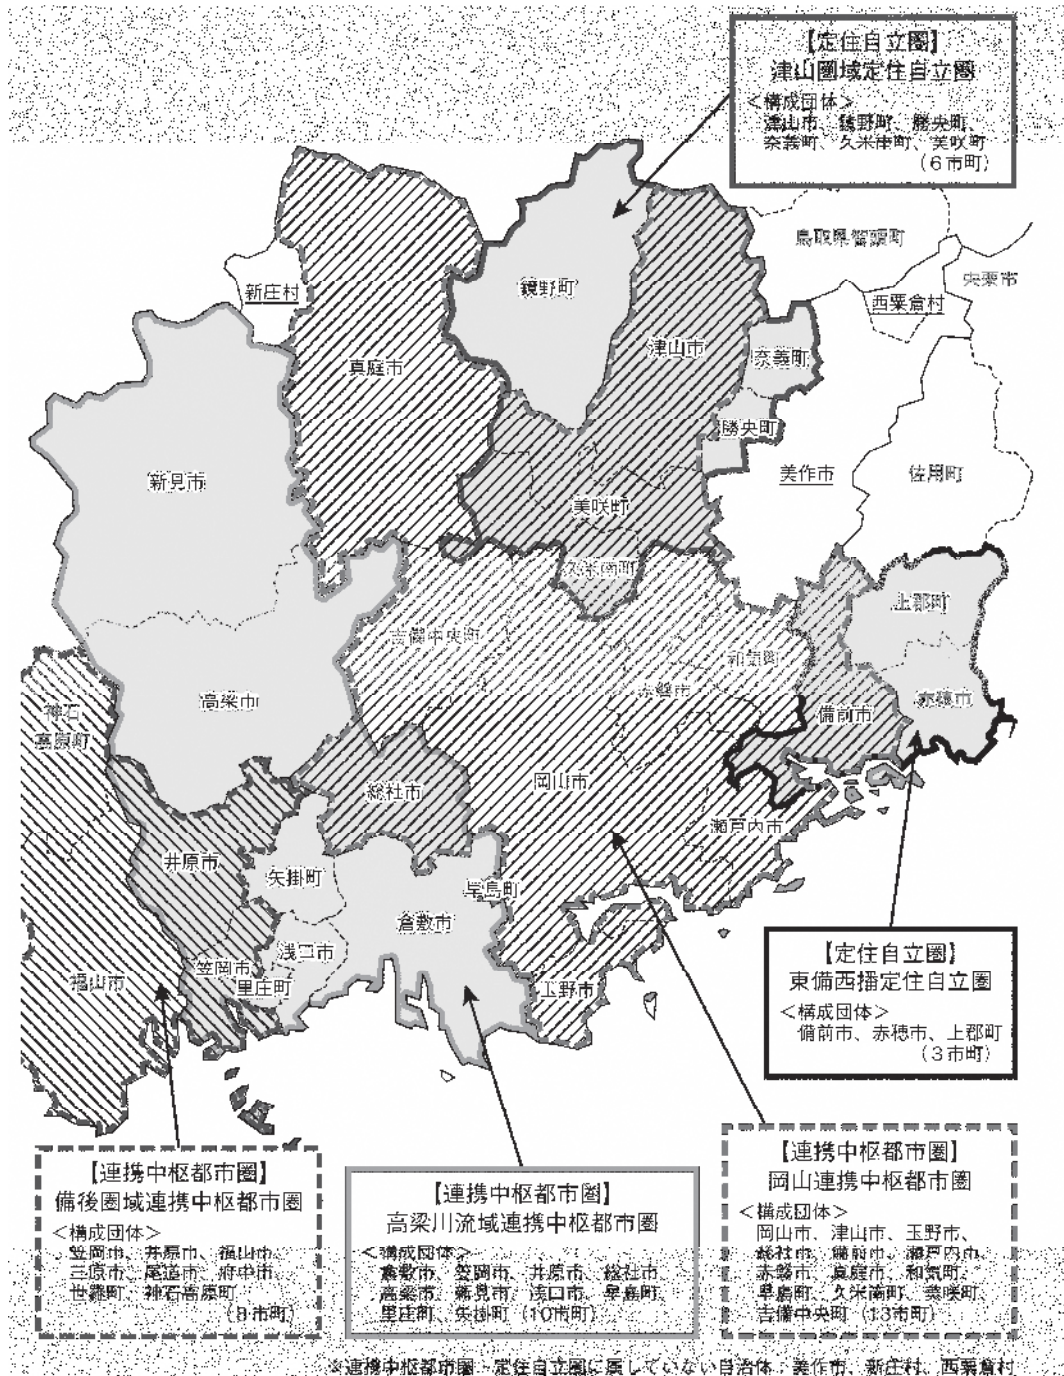 【定住自立圏】
津山圏域定住自立圏
＜構成団体＞
津山市、鏡野町、勝央町、
奈義町、久米南町、美咲町
（６市町）
鳥取県智頭町
宍粟市
西粟倉村
新庄村
鏡野町
津山市
奈義町
真庭市
勝央町
新見市
美作市
佐用町
美咲町
久米南町
上郡町
吉備中央町
和気町
赤磐市
赤穂市
高梁市
備前市
神石
高原町
総社市
岡山市
瀬戸内市
井原市
矢掛町
早島町
倉敷市
浅口市
笠岡市
里庄町
福山市
玉野市
【定住自立圏】
東備西播定住自立圏
＜構成団体＞
備前市、赤穂市、上郡町
（３市町）
【連携中枢都市圏】
備後圏域連携中枢都市圏
＜構成団体＞
笠岡市、井原市、福山市、
三原市、尾道市、府中市、
世羅町、神石高原町
（8市町）
【連携中枢都市圏】
高梁川流域連携中枢都市圏
＜構成団体＞
倉敷市、笠岡市、井原市、総社市
高梁市、新見市、浅口市、早島町、
里庄町、矢掛町（10市町）
【連携中枢都市圏】
岡山連携中枢都市圏
＜構成団体＞
岡山市、津山市、玉野市、
総社市、備前市、瀬戸内市、
赤磐市、真庭市、和気町、
早島町、久米南町、美咲町、
吉備中央町（13市町）
※連携中枢都市圏・定住自立圏に属していない自治体：美作市、新庄村、西粟倉村